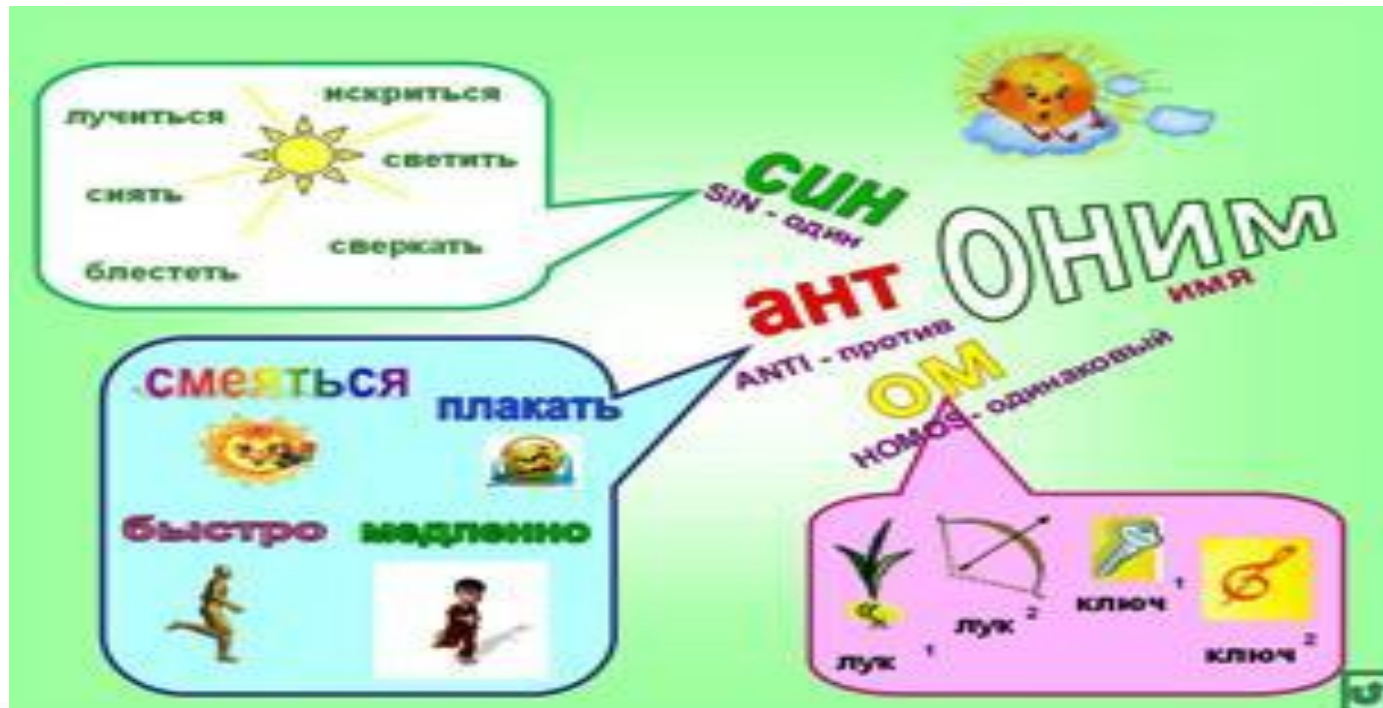 искриться
лучиться
светить
сиять
сверкать
блестеть
син
SIN - один
оним
имя
ант
ANTI - против
ом
HOMOS - одинаковый
смеяться
плакать
быстро
медленно
лук 1
лук 2
ключ 1
ключ 2